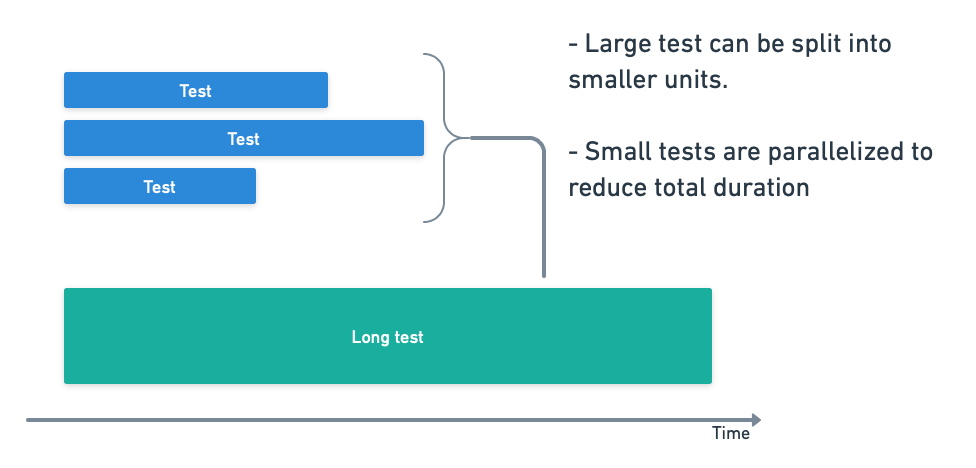 - Large test can be split into
smaller units.
- Small tests are parallelized to
reduce total duration
Test
Test
Test
Long test
Time